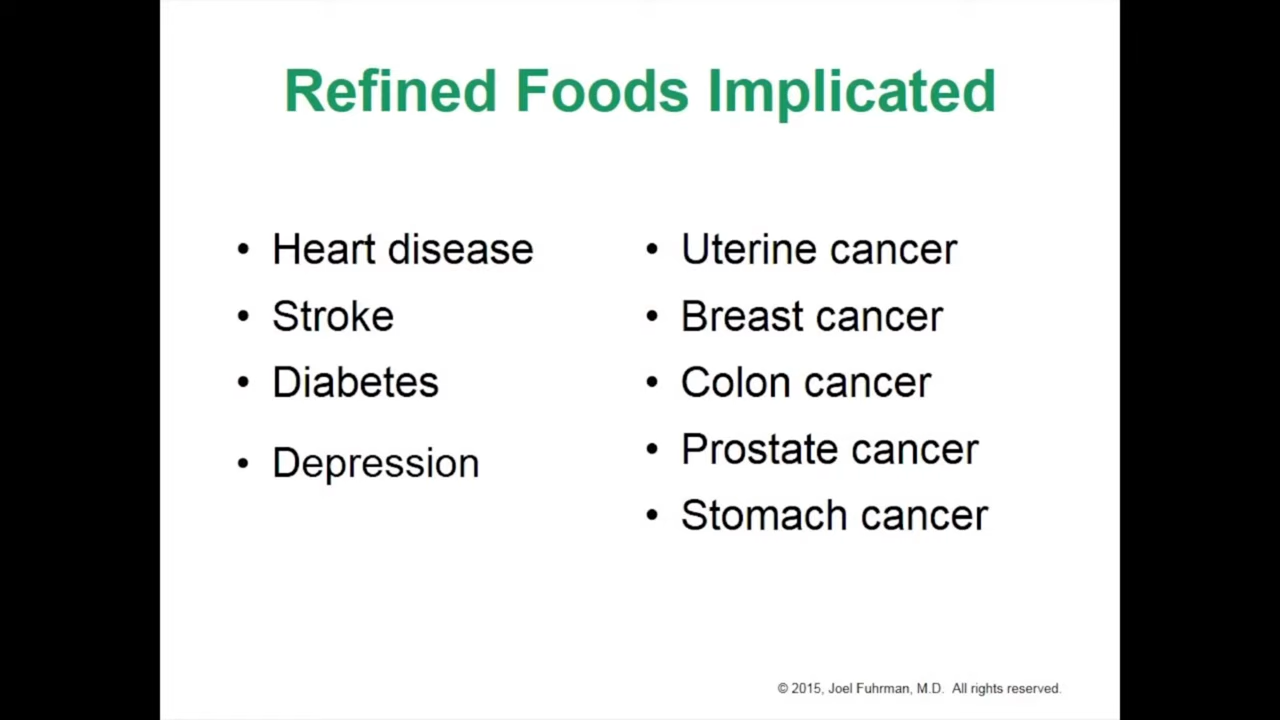 Refined Foods Implicated
• Heart disease
• Stroke
• Diabetes
• Depression
• Uterine cancer
• Breast cancer
• Colon cancer
• Prostate cancer
• Stomach cancer
© 2015, Joel Fuhrman, M.D. All rights reserved.